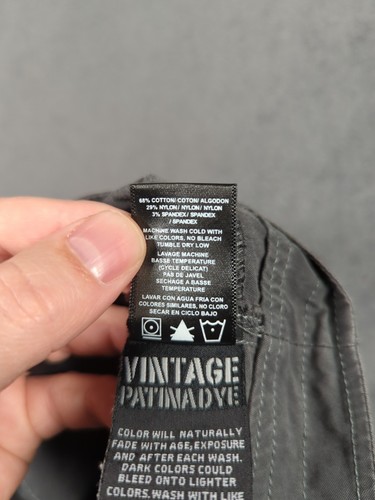 68% COTTON/ COTTON/ ALGODON
29% NYLON/ NYLON/ NYLON
3% SPANDEX/ SPANDEX
/ SPANDEX
MACHINE WASH COLD WITH
LIKE COLORS, NO BLEACH
TUMBLE DRY LOW
LAVAGE MACHINE
BASSE TEMPERATURE
(CYCLE DELICAT)
PAS DE JAVEL
SECHAGE A BASSE
TEMPERATURE
LAVAR CON AGUA FRIA CON
COLORES SIMILARES, NO CLORO
SECAR EN CICLO BAJO
VINTAGE
PATINADYE
COLOR WILL NATURALLY
FADE WITH AGE, EXPOSURE
AND AFTER EACH WASH.
DARK COLORS COULD
BLEED ONTO LIGHTER
COLORS. WASH WITH LIKE